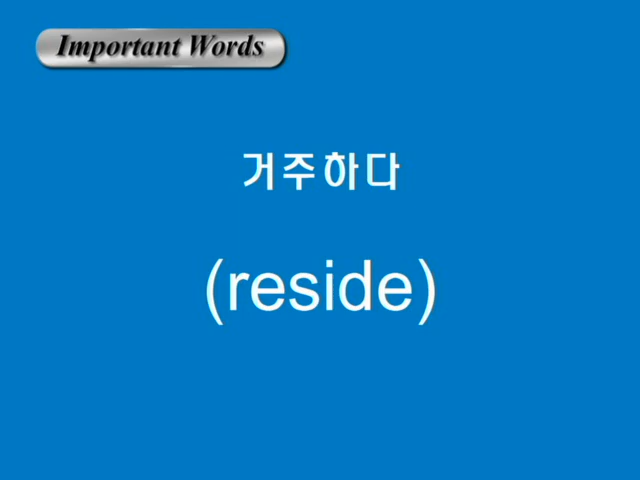 Important Words
거주하다
(reside)